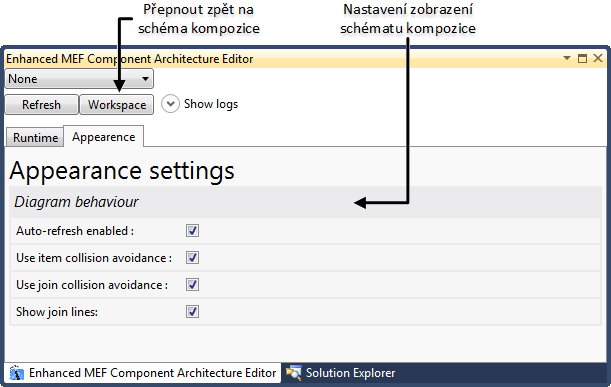 Přepnout zpět na
schéma kompozice
Nastavení zobrazení
schématu kompozice
Enhanced MEF Component Architecture Editor
None
Refresh
Workspace
Show logs
Runtime
Appearence
Appearance settings
Diagram behaviour
Auto-refresh enabled :
Use item collision avoidance :
Use join collision avoidance :
Show join lines:
Enhanced MEF Component Architecture Editor
Solution Explorer